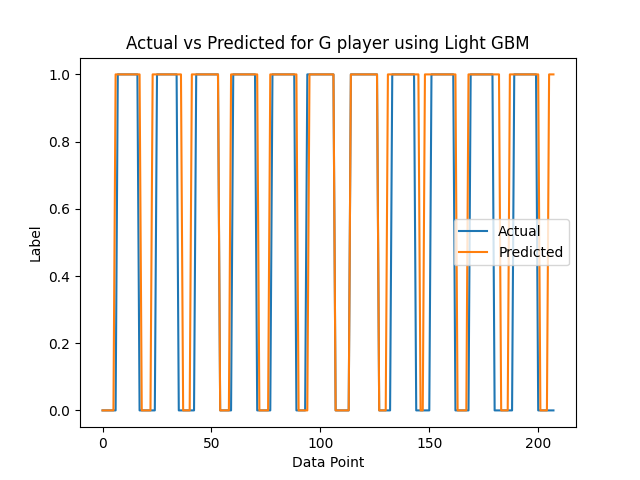 Actual vs Predicted for G player using Light GBM
1.0
0.8
0.6
0.4
0.2
0.0
Label
Actual
Predicted
0
50
100
150
200
Data Point